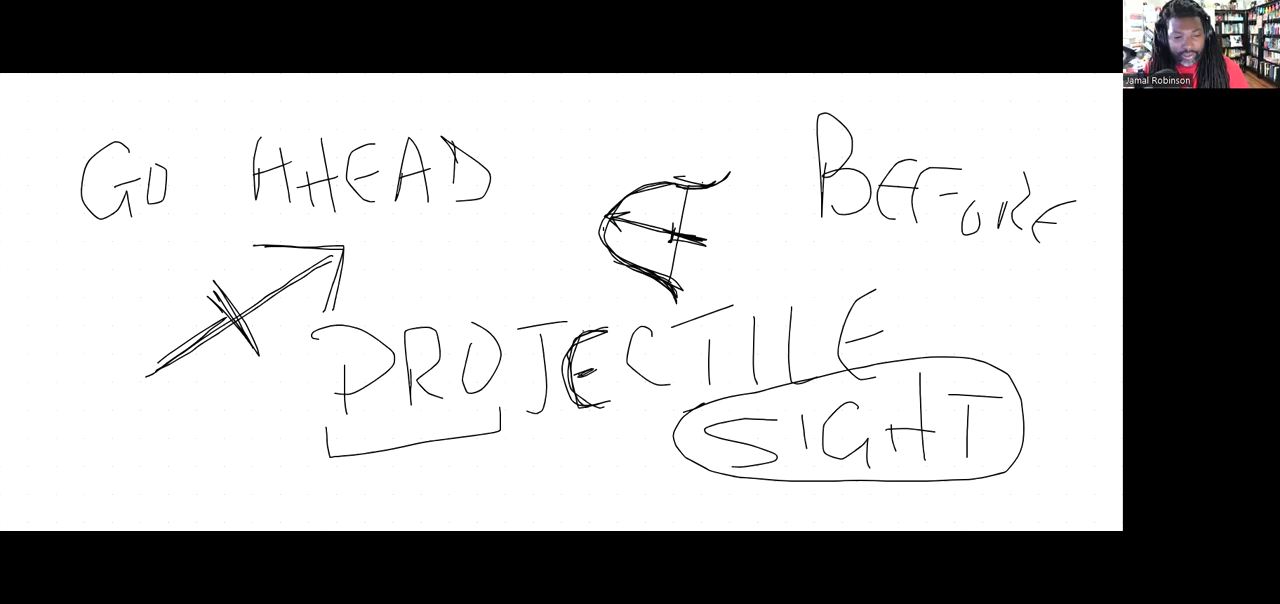 GO AHEAD
BEFORE
PROJECTILE
SIGHT
Jamal Robinson